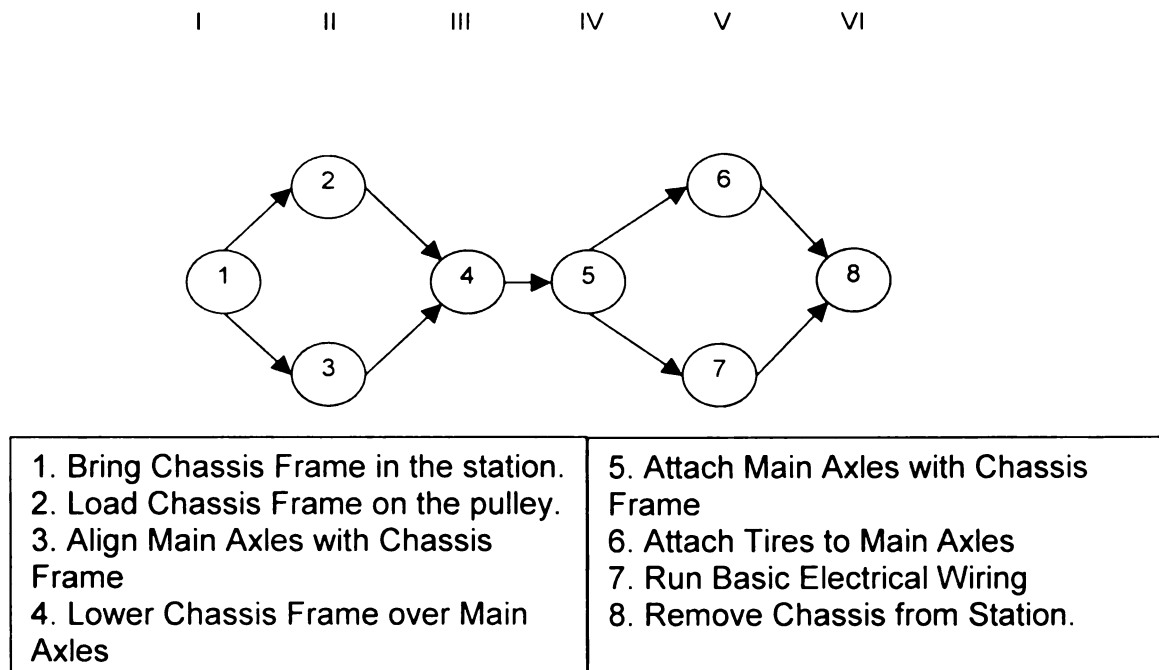 I II III IV V VI
2 6
1 4 5 8
3 7
1. Bring Chassis Frame in the station.
2. Load Chassis Frame on the pulley.
3. Align Main Axles with Chassis
Frame
4. Lower Chassis Frame over Main
Axles
5. Attach Main Axles with Chassis
Frame
6. Attach Tires to Main Axles
7. Run Basic Electrical Wiring
8. Remove Chassis from Station.